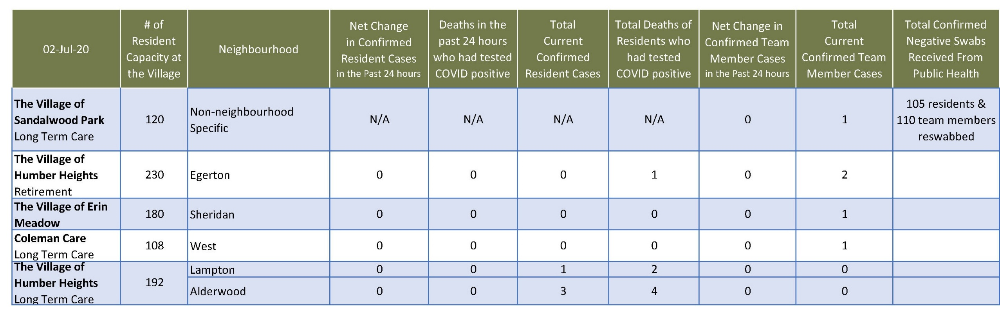 02-Jul-20
# of
Resident
Capacity at
the Village
Neighbourhood
Net Change
in Confirmed
Resident Cases
in the Past 24 hours
Deaths in the
past 24 hours
who had tested
COVID positive
Total
Current
Confirmed
Resident Cases
Total Deaths of
Residents who
had tested
COVID positive
Net Change in
Confirmed Team
Member Cases
in the Past 24 hours
Total
Current
Confirmed Team
Member Cases
Total Confirmed
Negative Swabs
Received From
Public Health
The Village of
Sandalwood Park
Long Term Care
120
Non-neighbourhood
Specific
N/A
N/A
N/A
N/A
0
1
105 residents &
110 team members
reswabbed
The Village of
Humber Heights
Retirement
230
Egerton
0
0
0
1
0
2
The Village of Erin
Meadow
180
Sheridan
0
0
0
0
0
1
Coleman Care
Long Term Care
108
West
0
0
0
0
0
1
The Village of
Humber Heights
Long Term Care
192
Lampton
0
0
1
2
0
0
Alderwood
0
0
3
4
0
0